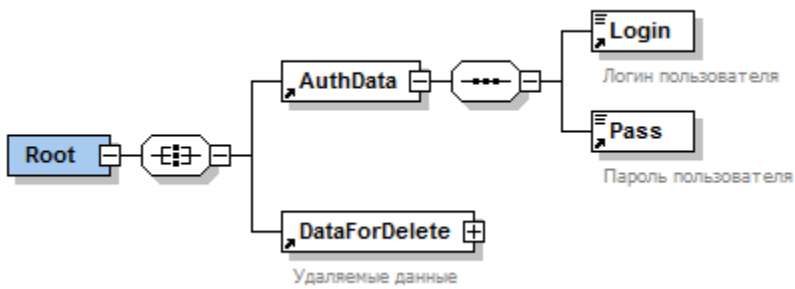 Login
Логин пользователя
AuthData
Pass
Root
Пароль пользователя
DataForDelete
Удаляемые данные